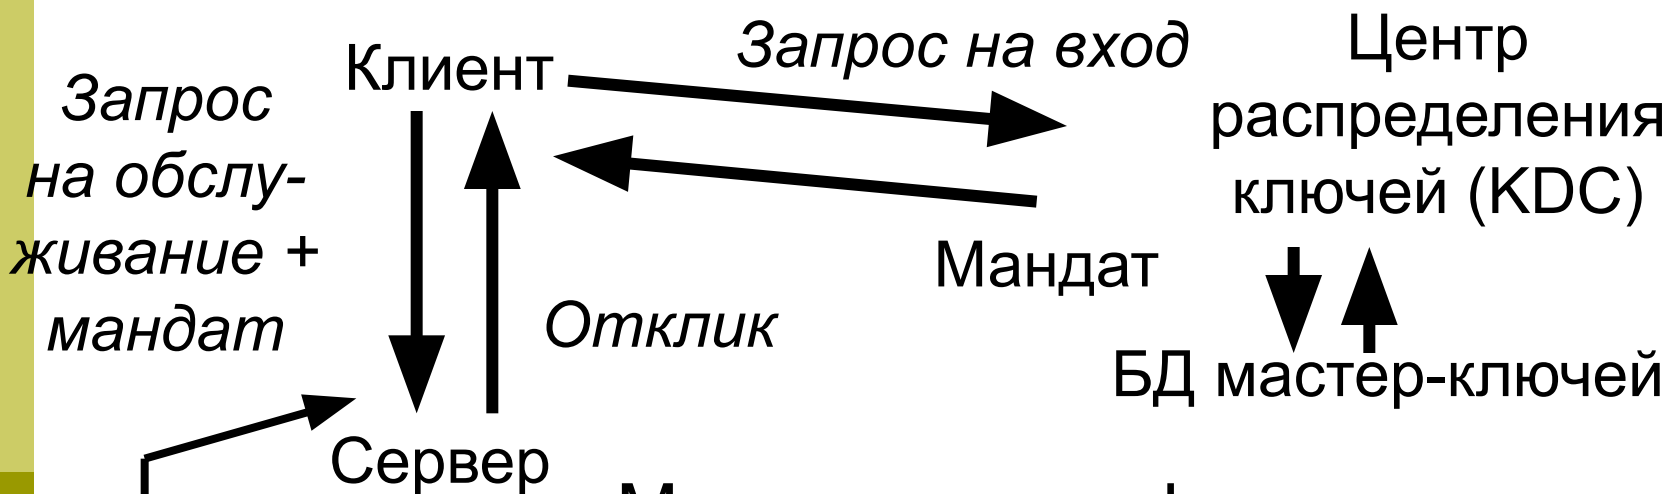 Клиент
Запрос на вход
Центр
распределения
ключей (KDC)
Запрос
на обслу-
живание +
мандат
Мандат
Отклик
БД мастер-ключей
Сервер